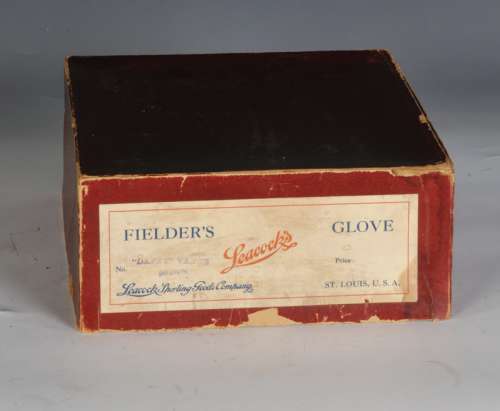 FIELDER'S Leacock's GLOVE
No. Price
Leacock Sporting Goods Company ST. LOUIS, U.S.A.